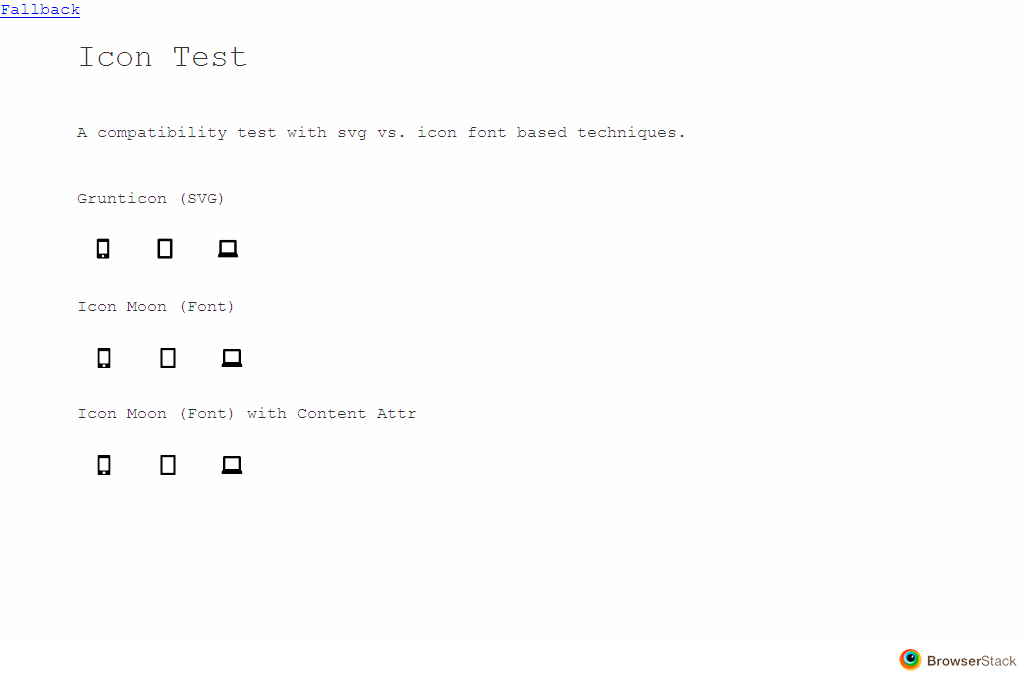 Fallback
Icon Test
A compatibility test with svg vs. icon font based techniques.
Grunticon (SVG)
Icon Moon (Font)
Icon Moon (Font) with Content Attr
BrowserStack